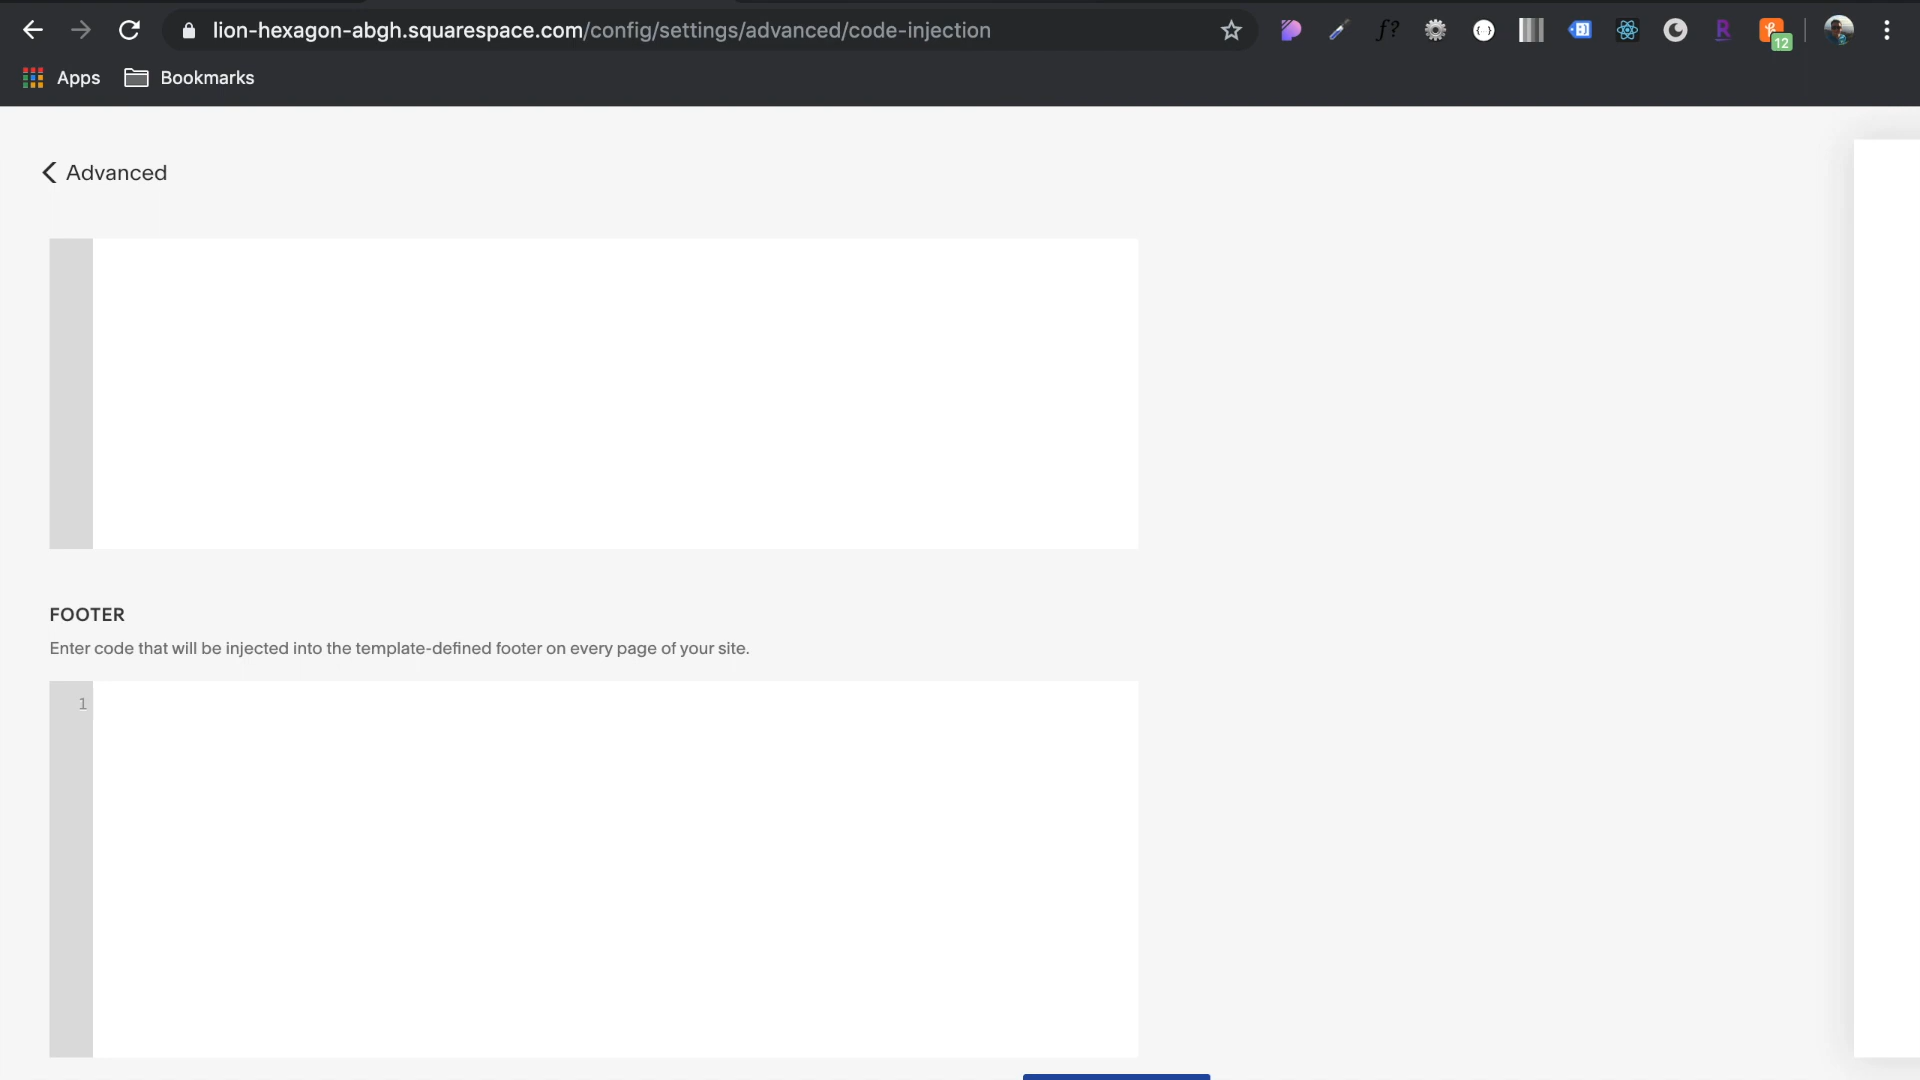 lion-hexagon-abgh.squarespace.com/config/settings/advanced/code-injection
f?
R
12
Apps
Bookmarks
Advanced
FOOTER
Enter code that will be injected into the template-defined footer on every page of your site.
1